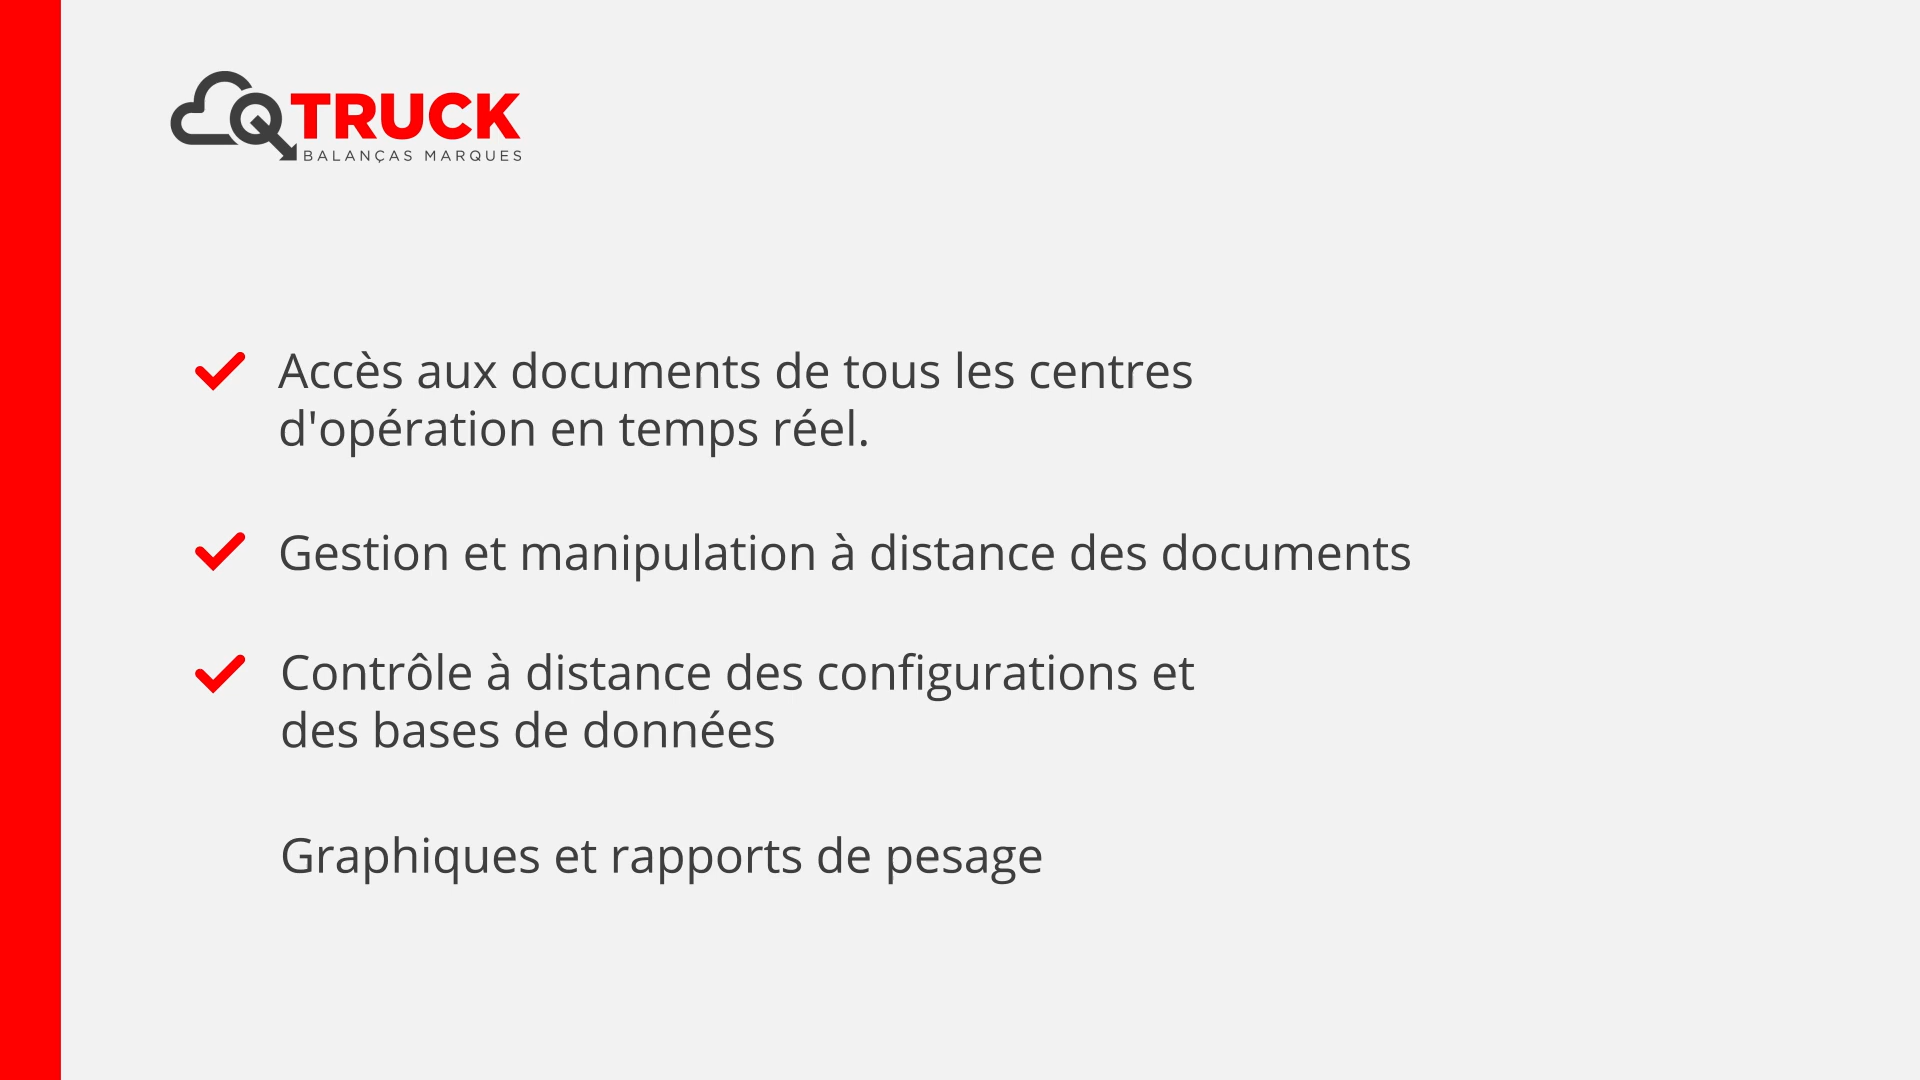 QTRUCK
BALANÇAS MARQUES
Accès aux documents de tous les centres
d'opération en temps réel.
Gestion et manipulation à distance des documents
Contrôle à distance des configurations et
des bases de données
Graphiques et rapports de pesage